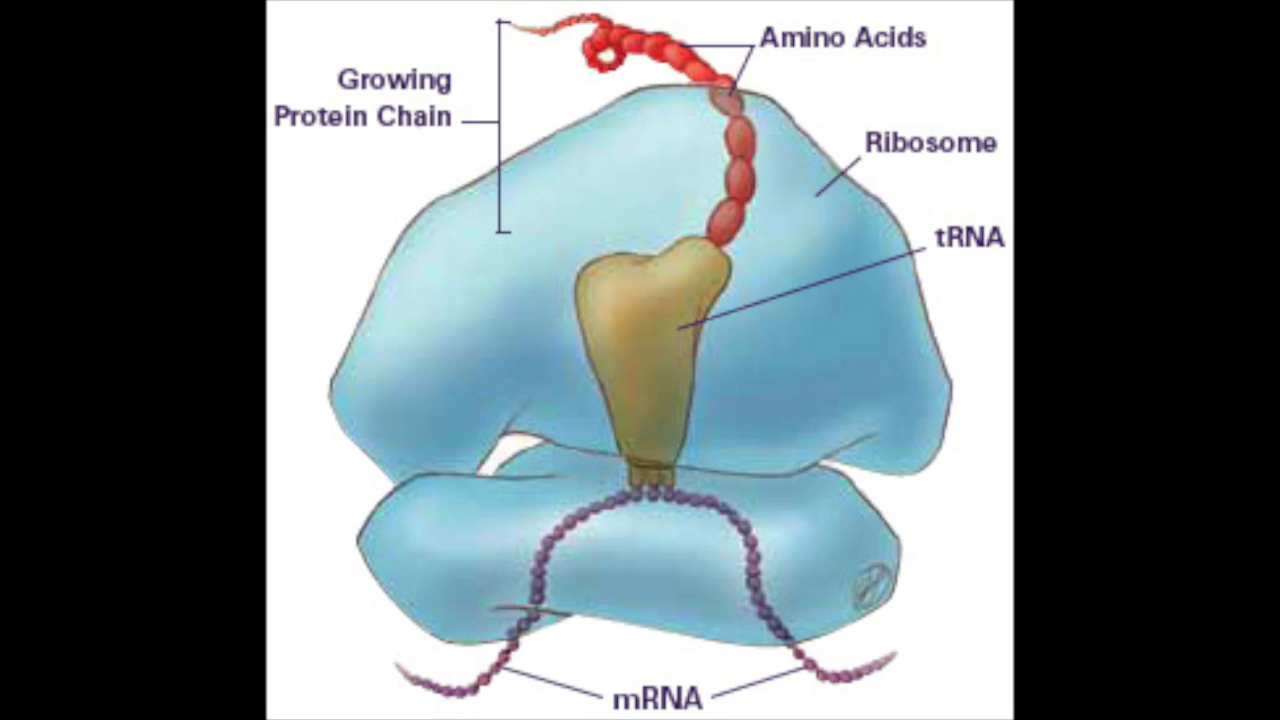 Amino Acids
Growing
Protein Chain
Ribosome
tRNA
mRNA